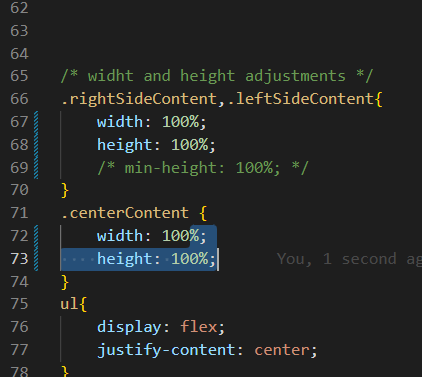 62
63
64
65 /* widht and height adjustments */
66 .rightSideContent,.leftSideContent{
67 width: 100%;
68 height: 100%;
69 /* min-height: 100%; */
70 }
71 .centerContent {
72 width: 100%;
73 height: 100%; You, 1 second ag
74 }
75 ul{
76 display: flex;
77 justify-content: center;
78 }